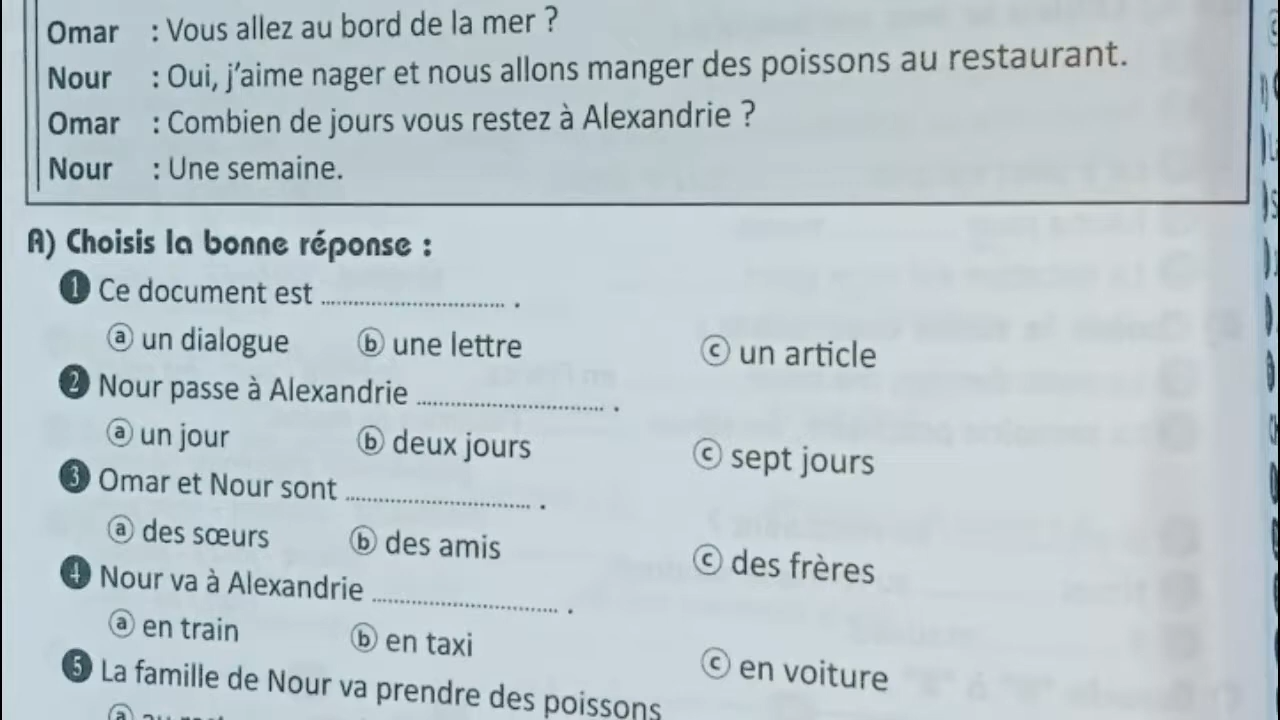 Omar : Vous allez au bord de la mer ?
Nour : Oui, j'aime nager et nous allons manger des poissons au restaurant.
Omar : Combien de jours vous restez à Alexandrie ?
Nour : Une semaine.
A) Choisis la bonne réponse :
1 Ce document est .................... .
a un dialogue b une lettre c un article
2 Nour passe à Alexandrie .................... .
a un jour b deux jours c sept jours
3 Omar et Nour sont .................... .
a des sœurs b des amis c des frères
4 Nour va à Alexandrie .................... .
a en train b en taxi c en voiture
5 La famille de Nour va prendre des poissons
a